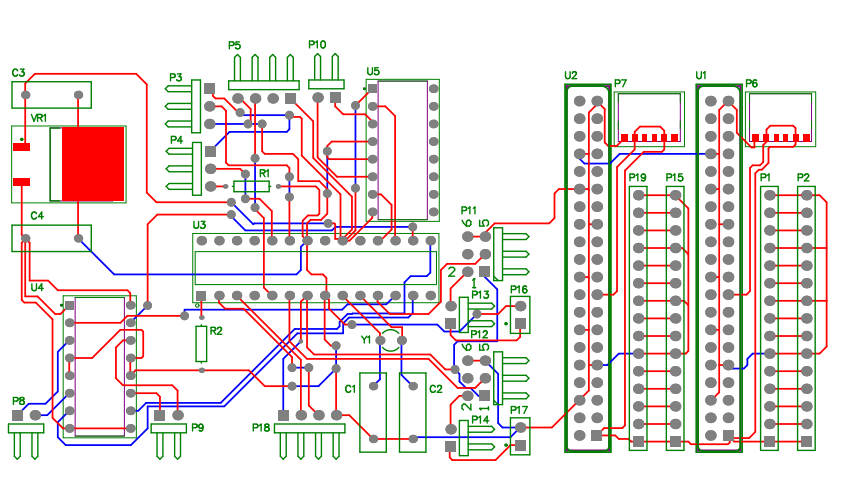 P5 P10
C3 P3 U5 U2 P7 U1 P6
VR1
P4
R1 P19 P15 P1 P2
C4 U3 P11
6 5
2 1
U4 P13 P16
R2 Y1 P12
6 5
C1 C2
2 1
P8 P9 P18 P14 P17